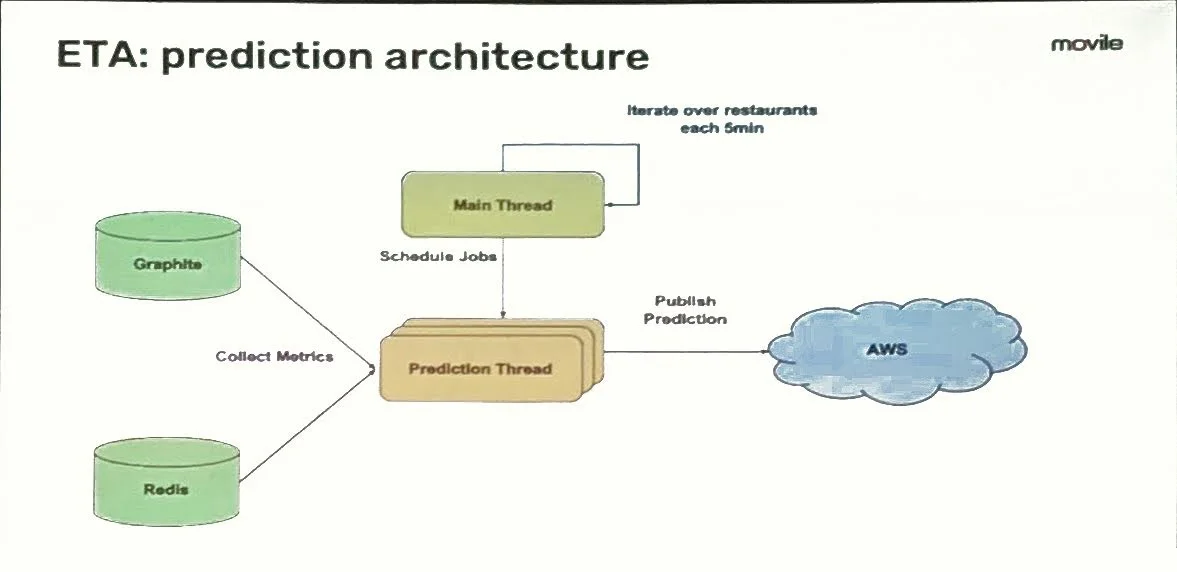 ETA: prediction architecture
movile
Iterate over restaurants
each 5min
Main Thread
Schedule Jobs
Graphite
Publish
Prediction
Collect Metrics
Prediction Thread
AWS
Redis